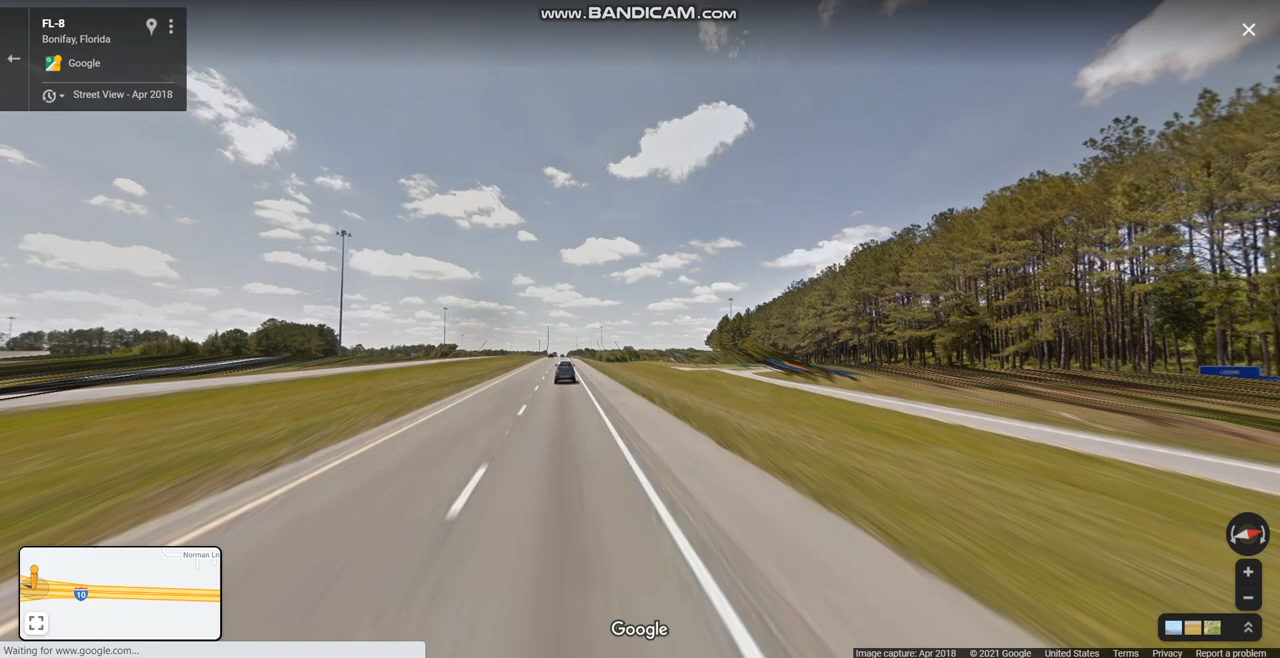 www.BANDICAM.com
FL-8
Bonifay, Florida
Google
Street View - Apr 2018
Norman Ln
10
Google
Waiting for www.google.com...
Image capture: Apr 2018 © 2021 Google United States Terms Privacy Report a problem